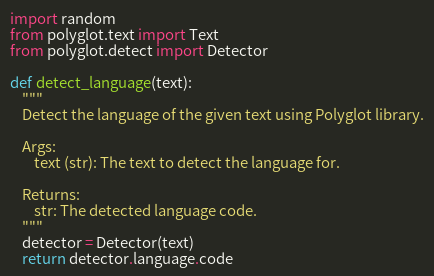 import random
from polyglot.text import Text
from polyglot.detect import Detector

def detect_language(text):
    """
    Detect the language of the given text using Polyglot library.

    Args:
        text (str): The text to detect the language for.

    Returns:
        str: The detected language code.
    """
    detector = Detector(text)
    return detector.language.code